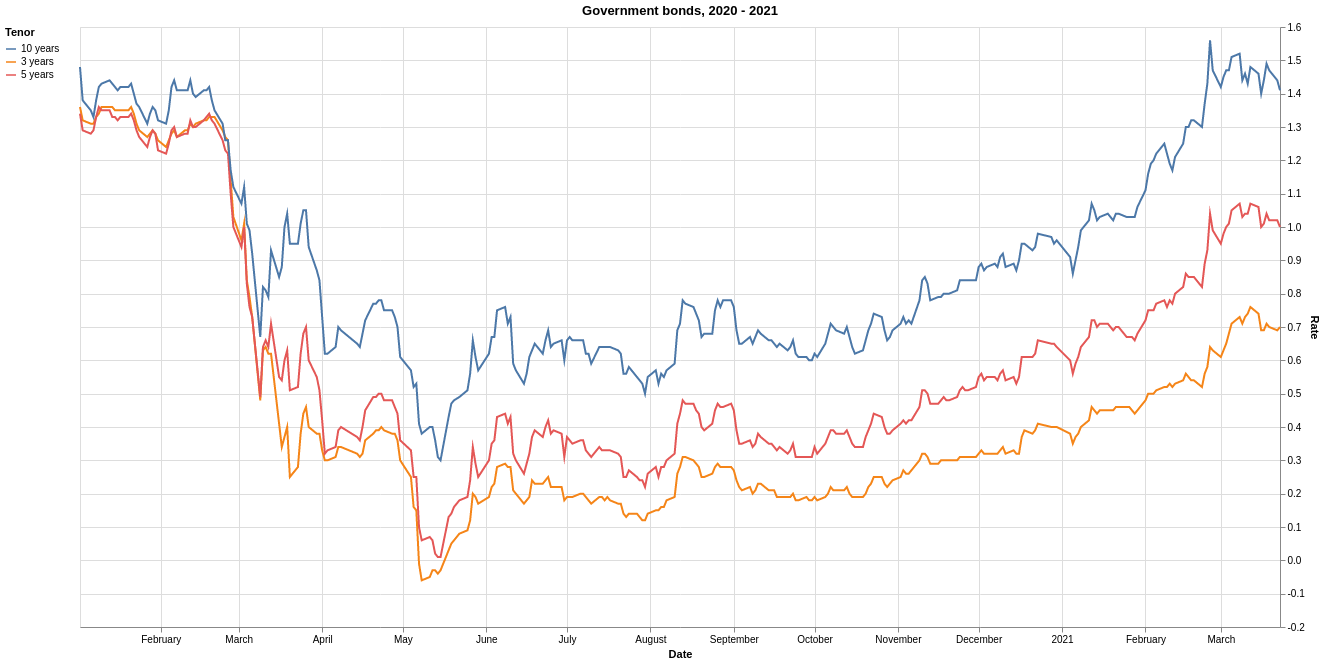 Government bonds, 2020 - 2021
Tenor
10 years
3 years
5 years
1.6
1.5
1.4
1.3
1.2
1.1
1.0
0.9
0.8
0.7
0.6
0.5
0.4
0.3
0.2
0.1
0.0
-0.1
-0.2
Rate
February March April May June July August September October November December 2021 February March
Date